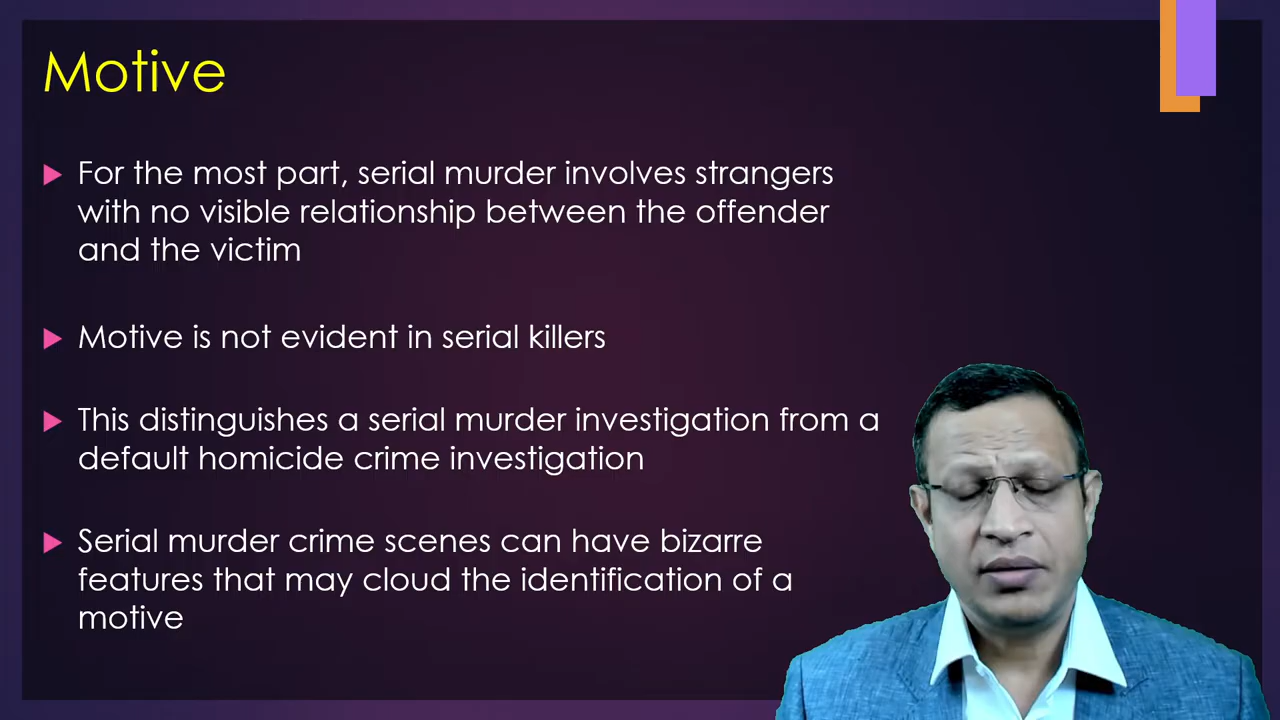 Motive
For the most part, serial murder involves strangers
with no visible relationship between the offender
and the victim
Motive is not evident in serial killers
This distinguishes a serial murder investigation from a
default homicide crime investigation
Serial murder crime scenes can have bizarre
features that may cloud the identification of a
motive